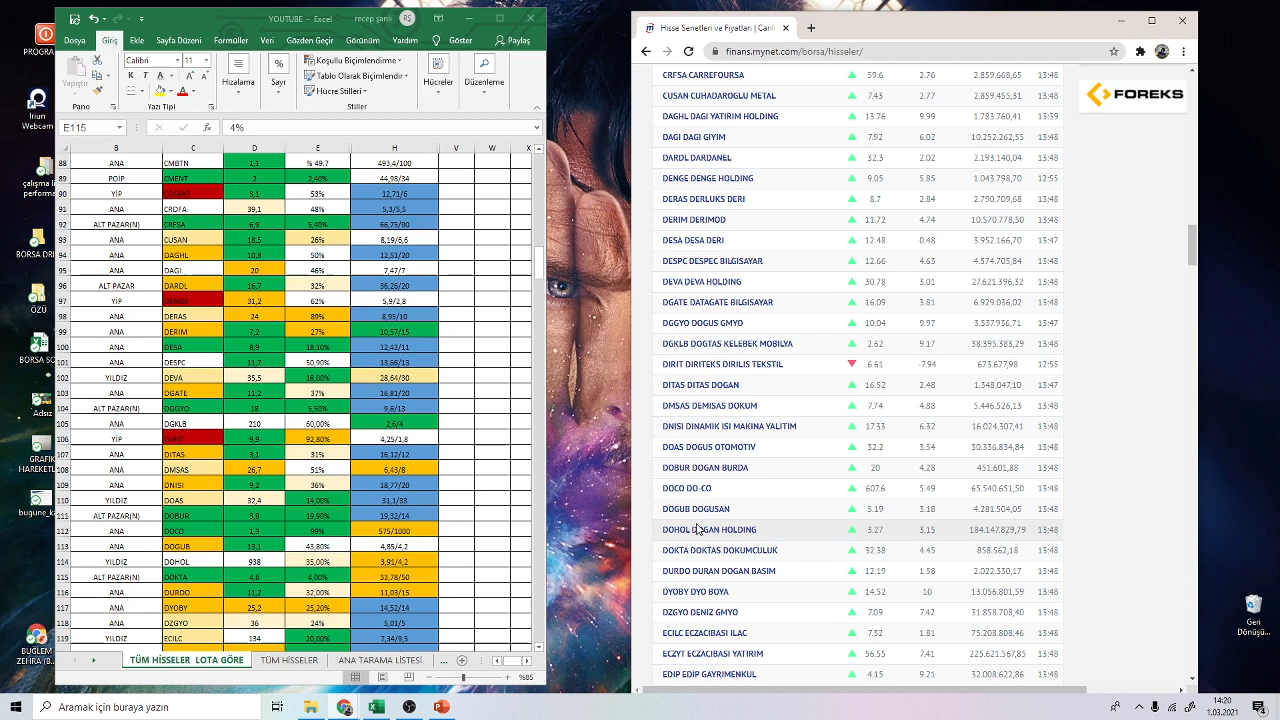 YOUTUBE - Excel
recep şanlı
RŞ
Dosya Giriş Sayfa Düzeni Formüller Veri Gözden Geçir Görünüm Yardım Göster Paylaş
Yapıştır
Calibri 11
K T A
Hizalama
%
Sayı
Koşullu Biçimlendirme
Tablo Olarak Biçimlendir
Hücre Stilleri
Hücreler
Düzenleme
Pano
Yazı Tipi
Stiller
E115
fx 4%
B C D E H V W X
88 ANA CMBTN 1,1 % 49.7 493,4/100
89 POİP CMENT 2 2,40% 44,98/34
90 YİP COSMO 3,1 53% 12,71/6
91 ANA CRDFA 39,1 48% 5,3/5,5
92 ALT PAZAR(N) CRFSA 6,9 5,40% 66,75/90
93 ANA CUSAN 18,5 26% 8,19/6,6
94 ANA DAGHL 10,8 50% 12,51/20
95 ANA DAGI 20 46% 7,47/7
96 ALT PAZAR DARDL 16,7 32% 36,26/20
97 YİP DENGE 31,2 62% 5,9/2,8
98 ANA DERAS 24 89% 8,95/10
99 ANA DERIM 7,2 27% 10,57/15
100 ANA DESA 8,9 18,10% 12,42/11
101 ANA DESPC 11,7 50,90% 13,66/13
102 YILDIZ DEVA 35,5 18,00% 28,64/30
103 ANA DGATE 11,2 37% 16,81/20
104 ALT PAZAR(N) DGGYO 18 5,50% 9,6/13
105 ANA DGKLB 210 60,00% 2,6/4
106 YİP DIRIT 9,9 92,80% 4,25/1,8
107 ANA DITAS 3,1 31% 16,12/12
108 ANA DMSAS 26,7 51% 6,43/8
109 ANA DNISI 9,2 36% 18,77/20
110 YILDIZ DOAS 32,4 14,00% 31,1/33
111 ALT PAZAR(N) DOBUR 3,9 19,90% 19,32/14
112 ANA DOCO 1,3 99% 575/1000
113 ANA DOGUB 13,1 43,80% 4,85/4,2
114 YILDIZ DOHOL 938 35,00% 3,91/4,2
115 ALT PAZAR(N) DOKTA 4,6 4,00% 33,78/50
116 ANA DURDO 11,2 32,00% 11,03/15
117 ANA DYOBY 25,2 25,20% 14,52/14
118 ANA DZGYO 36 24% 5,01/5
119 YILDIZ ECILC 134 20,00% 7,34/9,5
TÜM HİSSELER LOTA GÖRE TÜM HİSSELER ANA TARAMA LİSTESİ ...
%85
Hisse Senetleri ve Fiyatları | Canlı
finans.mynet.com/borsa/hisseler/
FOREKS
CRFSA CARREFOURSA 59.6 2.76 2.859.668,65 13:48
CUSAN CUHADAROGLU METAL 7.43 2.77 2.859.455,31 13:48
DAGHL DAGI YATIRIM HOLDING 13.76 9.99 1.783.760,41 13:39
DAGI DAGI GIYIM 7.92 6.02 10.252.262,55 13:48
DARDL DARDANEL 32.3 2.02 2.193.140,04 13:48
DENGE DENGE HOLDING 9.05 5.85 1.043.798,70 12:55
DERAS DERLUKS DERI 8.7 2.84 2.790.709,68 13:48
DERIM DERIMOD 11.72 4.74 10.570.778,50 13:48
DESA DESA DERI 12.48 0.48 3.952.166,70 13:47
DESPC DESPEC BILGISAYAR 12.66 4.63 4.574.705,84 13:48
DEVA DEVA HOLDING 30.78 3.01 27.621.396,32 13:48
DGATE DATAGATE BILGISAYAR 16.09 3.81 6.929.036,02 13:48
DGGYO DOGUS GMYO 10.04 9.97 3.537.936,71 13:47
DGKLB DOGTAS KELEBEK MOBILYA 2.62 9.17 38.395.383,29 13:48
DIRIT DIRITEKS DIRILIS TEKSTIL 6.61 -7.94 673.677,98 12:55
DITAS DITAS DOGAN 16.52 2.48 1.348.047,10 13:47
DMSAS DEMISAS DOKUM 7.74 4.88 5.446.526,13 13:48
DNISI DINAMIK ISI MAKINA YALITIM 17.33 6.32 16.024.307,41 13:48
DOAS DOGUS OTOMOTIV 32.2 3.54 30.336.834,84 13:48
DOBUR DOGAN BURDA 20 4.28 451.601,88 13:48
DOCO DO-CO 607.6 5.49 65.540.651,50 13:48
DOGUB DOGUSAN 5.19 3.18 4.281.504,05 13:48
DOHOL DOGAN HOLDING 3.15 184.147.829,79 13:48
DOKTA DOKTAS DOKUMCULUK 32.38 4.45 858.562,18 13:48
DURDO DURAN DOGAN BASIM 12.19 1.58 2.022.330,17 13:48
DYOBY DYO BOYA 14.52 10 13.056.801,59 13:48
DZGYO DENIZ GMYO 7.09 7.42 31.858.708,40 13:48
ECILC ECZACIBASI ILAC 7.32 1.81 75.208.808,46 13:48
ECZYT ECZACIBASI YATIRIM 56.55 7.41 225.621.567,85 13:48
EDIP EDIP GAYRIMENKUL 4.15 9.21 32.008.622,86 13:48
PROGRA
Irıun Webcam
çalışma li eforma
BORSA DRI
ÖZÜ
BORSA SC
Adsız
GRAFİK HAREKETL
bugune_ka
BUGLEM ZEFİRA (B
Geri Dönüşü...
Aramak için buraya yazın
14:20
2.01.2021